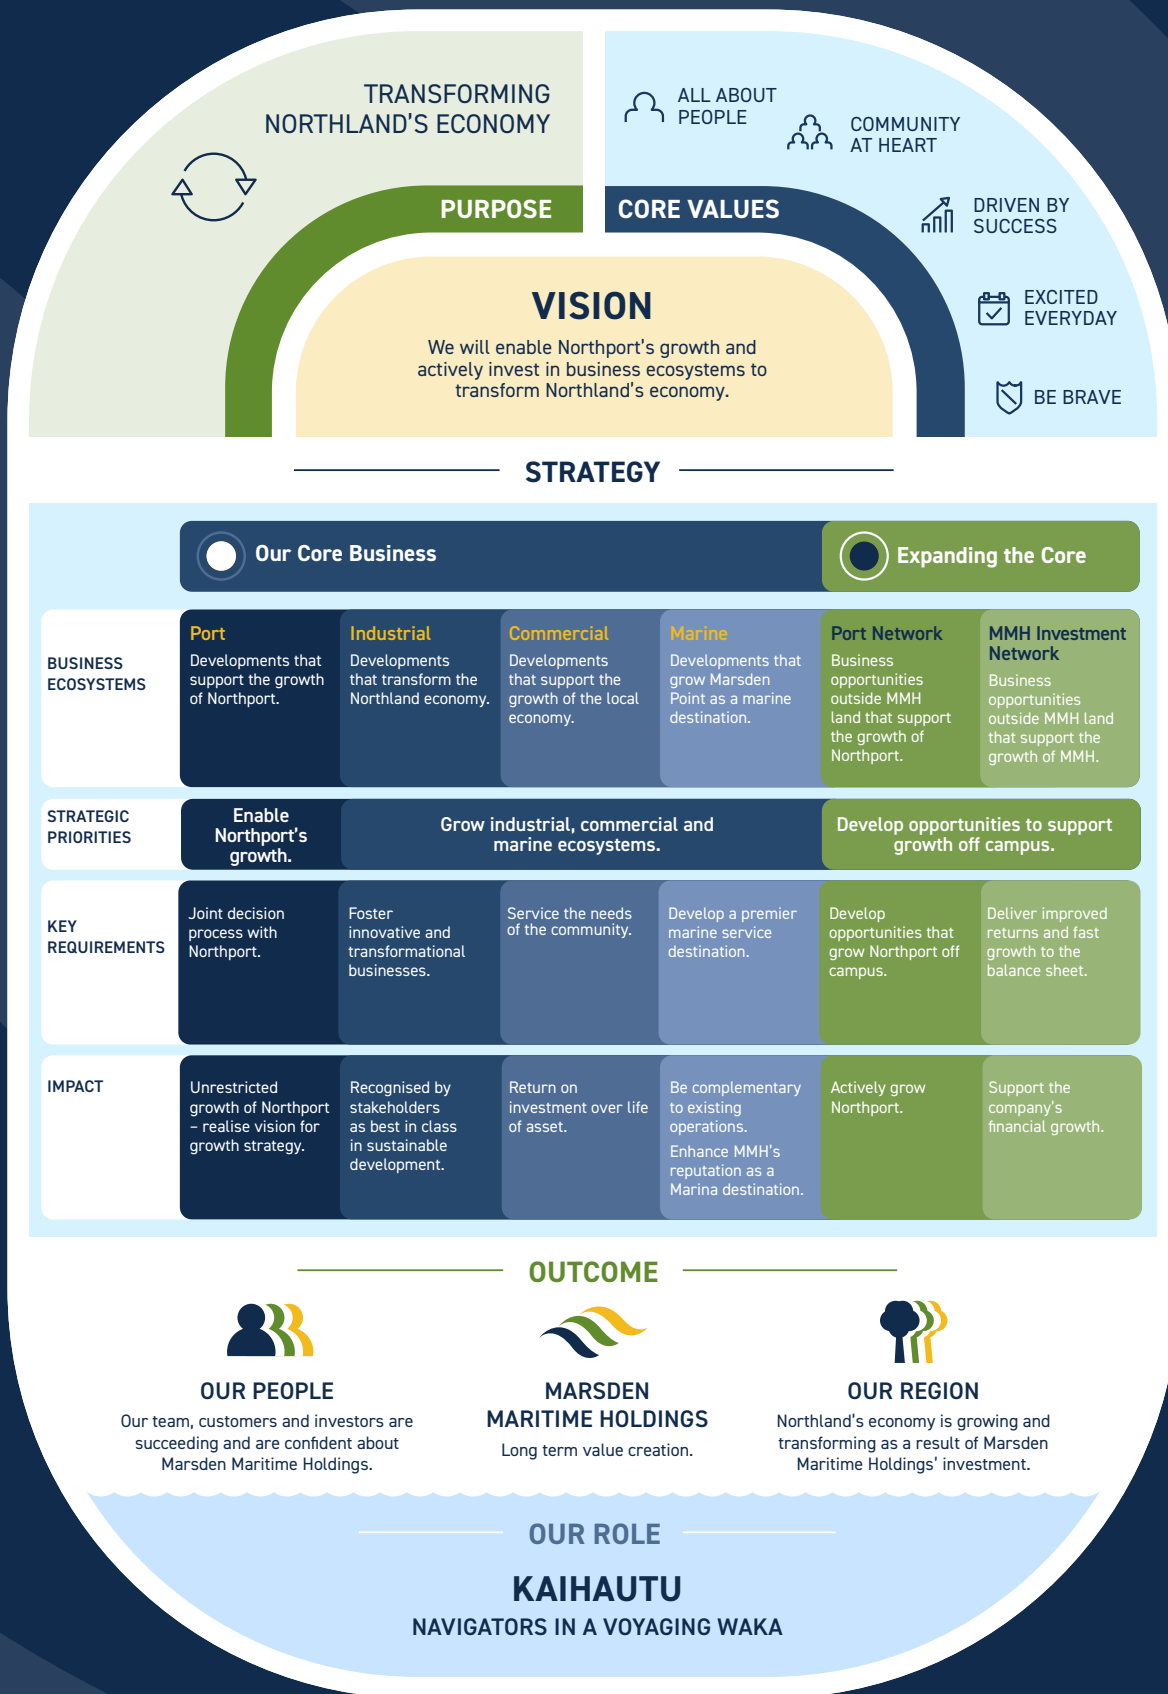 TRANSFORMING
NORTHLAND'S ECONOMY
PURPOSE
CORE VALUES
ALL ABOUT
PEOPLE
COMMUNITY
AT HEART
DRIVEN BY
SUCCESS
EXCITED
EVERYDAY
BE BRAVE
VISION
We will enable Northport's growth and
actively invest in business ecosystems to
transform Northland's economy.
STRATEGY
Our Core Business
Expanding the Core
BUSINESS
ECOSYSTEMS
Port
Developments that
support the growth
of Northport.
Industrial
Developments
that transform the
Northland economy.
Commercial
Developments
that support the
growth of the local
economy.
Marine
Developments that
grow Marsden
Point as a marine
destination.
Port Network
Business
opportunities
outside MMH
land that support
the growth of
Northport.
MMH Investment
Network
Business
opportunities
outside MMH land
that support the
growth of MMH.
STRATEGIC
PRIORITIES
Enable
Northport's
growth.
Grow industrial, commercial and
marine ecosystems.
Develop opportunities to support
growth off campus.
KEY
REQUIREMENTS
Joint decision
process with
Northport.
Foster
innovative and
transformational
businesses.
Service the needs
of the community.
Develop a premier
marine service
destination.
Develop
opportunities that
grow Northport off
campus.
Deliver improved
returns and fast
growth to the
balance sheet.
IMPACT
Unrestricted
growth of Northport
– realise vision for
growth strategy.
Recognised by
stakeholders
as best in class
in sustainable
development.
Return on
investment over life
of asset.
Be complementary
to existing
operations.
Enhance MMH's
reputation as a
Marina destination.
Actively grow
Northport.
Support the
company's
financial growth.
OUTCOME
OUR PEOPLE
Our team, customers and investors are
succeeding and are confident about
Marsden Maritime Holdings.
MARSDEN
MARITIME HOLDINGS
Long term value creation.
OUR REGION
Northland's economy is growing and
transforming as a result of Marsden
Maritime Holdings' investment.
OUR ROLE
KAIHAUTU
NAVIGATORS IN A VOYAGING WAKA